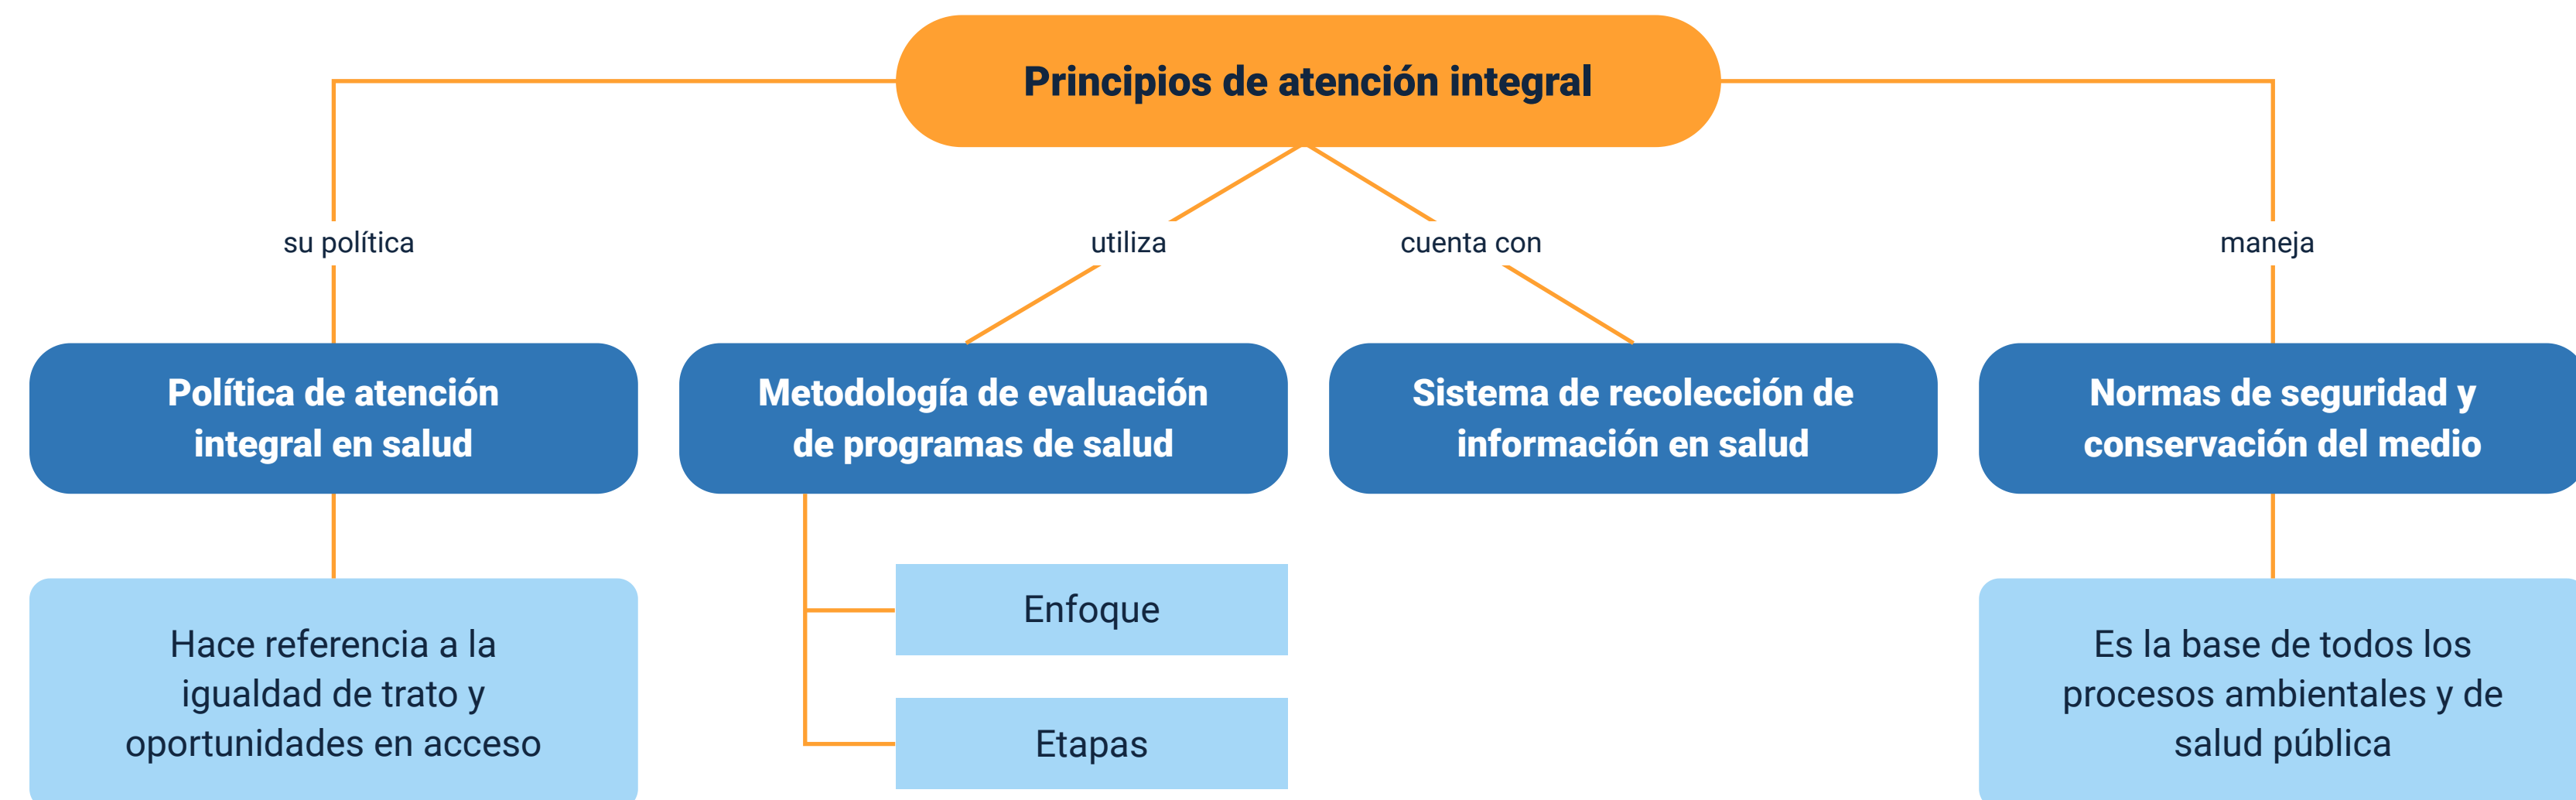 Principios de atención integral
su política
utiliza
cuenta con
maneja
Política de atención
integral en salud
Metodología de evaluación
de programas de salud
Sistema de recolección de
información en salud
Normas de seguridad y
conservación del medio
Hace referencia a la
igualdad de trato y
oportunidades en acceso
Enfoque
Etapas
Es la base de todos los
procesos ambientales y de
salud pública